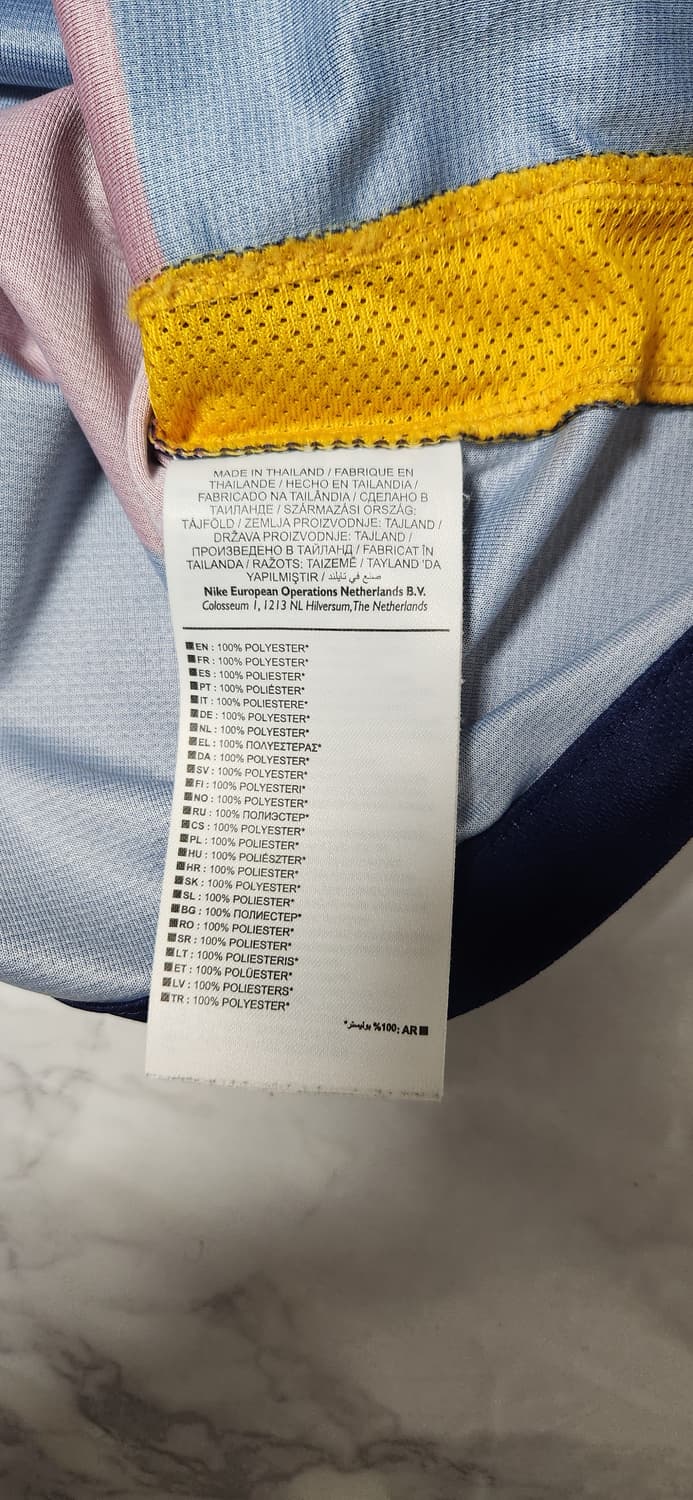 MADE IN THAILAND / FABRIQUE EN
THAILANDE / HECHO EN TAILANDIA /
FABRICADO NA TAILÂNDIA / СДЕЛАНО В
ТАИЛАНДЕ / SZÁRMAZÁSI ORSZÁG:
TÁJFÖLD / ZEMLJA PROIZVODNJE: TAJLAND /
DRŽAVA PROIZVODNJE: TAJLAND /
ПРОИЗВЕДЕНО В ТАЙЛАНД / FABRICAT ÎN
TAILANDA / RAŽOTS: TAIZEMĒ / TAYLAND 'DA
YAPILMIŞTIR / صنع في تايلند
Nike European Operations Netherlands B.V.
Colosseum 1, 1213 NL Hilversum, The Netherlands
EN : 100% POLYESTER*
FR : 100% POLYESTER*
ES : 100% POLIESTER*
PT : 100% POLIÉSTER*
IT : 100% POLIESTERE*
DE : 100% POLYESTER*
NL : 100% POLYESTER*
EL : 100% ΠΟΛΥΕΣΤΕΡΑΣ*
DA : 100% POLYESTER*
SV : 100% POLYESTER*
FI : 100% POLYESTERI*
NO : 100% POLYESTER*
RU : 100% ПОЛИЭСТЕР*
CS : 100% POLYESTER*
PL : 100% POLIESTER*
HU : 100% POLIÉSZTER*
HR : 100% POLIESTER*
SK : 100% POLYESTER*
SL : 100% POLIESTER*
BG : 100% ПОЛИЕСТЕР*
RO : 100% POLIESTER*
SR : 100% POLIESTER*
LT : 100% POLIESTERIS*
ET : 100% POLÜESTER*
LV : 100% POLIESTERS*
TR : 100% POLYESTER*
AR :100% بوليستر*